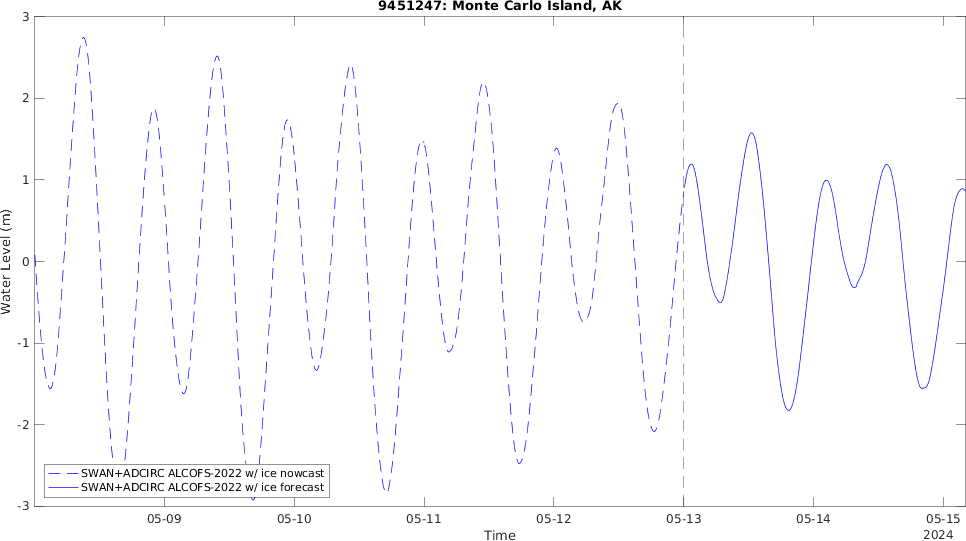 9451247: Monte Carlo Island, AK
3
2
1
0
-1
-2
-3
Water Level (m)
SWAN+ADCIRC ALCOFS-2022 w/ ice nowcast
SWAN+ADCIRC ALCOFS-2022 w/ ice forecast
05-09 05-10 05-11 05-12 05-13 05-14 05-15
2024
Time